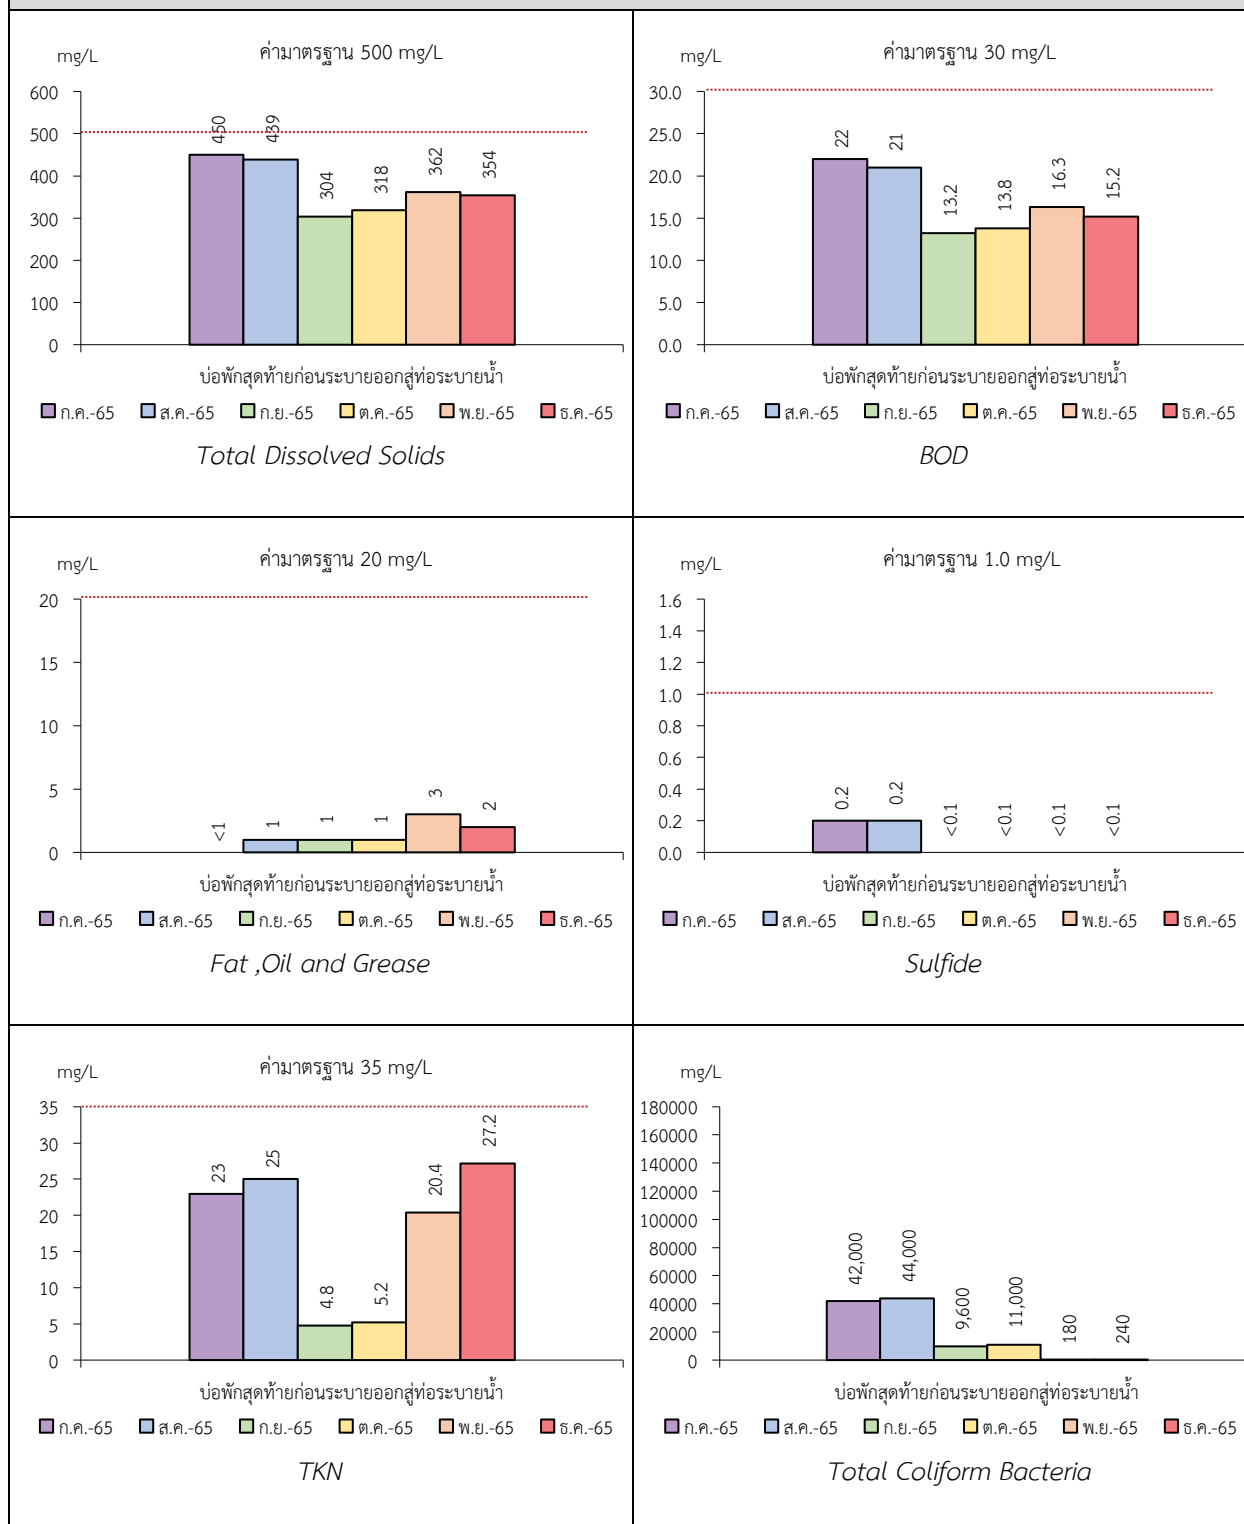 mg/L
ค่ามาตรฐาน 500 mg/L
600
500
400
300
200
100
0
450
439
304
318
362
354
บ่อพักสุดท้ายก่อนระบายออกสู่ท่อระบายน้ำ
ก.ค.-65 ส.ค.-65 ก.ย.-65 ต.ค.-65 พ.ย.-65 ธ.ค.-65
Total Dissolved Solids
mg/L
ค่ามาตรฐาน 30 mg/L
30.0
25.0
20.0
15.0
10.0
5.0
0.0
22
21
13.2
13.8
16.3
15.2
บ่อพักสุดท้ายก่อนระบายออกสู่ท่อระบายน้ำ
ก.ค.-65 ส.ค.-65 ก.ย.-65 ต.ค.-65 พ.ย.-65 ธ.ค.-65
BOD
mg/L
ค่ามาตรฐาน 20 mg/L
20
15
10
5
0
<1
1
1
1
3
2
บ่อพักสุดท้ายก่อนระบายออกสู่ท่อระบายน้ำ
ก.ค.-65 ส.ค.-65 ก.ย.-65 ต.ค.-65 พ.ย.-65 ธ.ค.-65
Fat ,Oil and Grease
mg/L
ค่ามาตรฐาน 1.0 mg/L
1.6
1.4
1.2
1.0
0.8
0.6
0.4
0.2
0.0
0.2
0.2
<0.1
<0.1
<0.1
<0.1
บ่อพักสุดท้ายก่อนระบายออกสู่ท่อระบายน้ำ
ก.ค.-65 ส.ค.-65 ก.ย.-65 ต.ค.-65 พ.ย.-65 ธ.ค.-65
Sulfide
mg/L
ค่ามาตรฐาน 35 mg/L
35
30
25
20
15
10
5
0
23
25
4.8
5.2
20.4
27.2
บ่อพักสุดท้ายก่อนระบายออกสู่ท่อระบายน้ำ
ก.ค.-65 ส.ค.-65 ก.ย.-65 ต.ค.-65 พ.ย.-65 ธ.ค.-65
TKN
mg/L
180000
160000
140000
120000
100000
80000
60000
40000
20000
0
42,000
44,000
9,600
11,000
180
240
บ่อพักสุดท้ายก่อนระบายออกสู่ท่อระบายน้ำ
ก.ค.-65 ส.ค.-65 ก.ย.-65 ต.ค.-65 พ.ย.-65 ธ.ค.-65
Total Coliform Bacteria